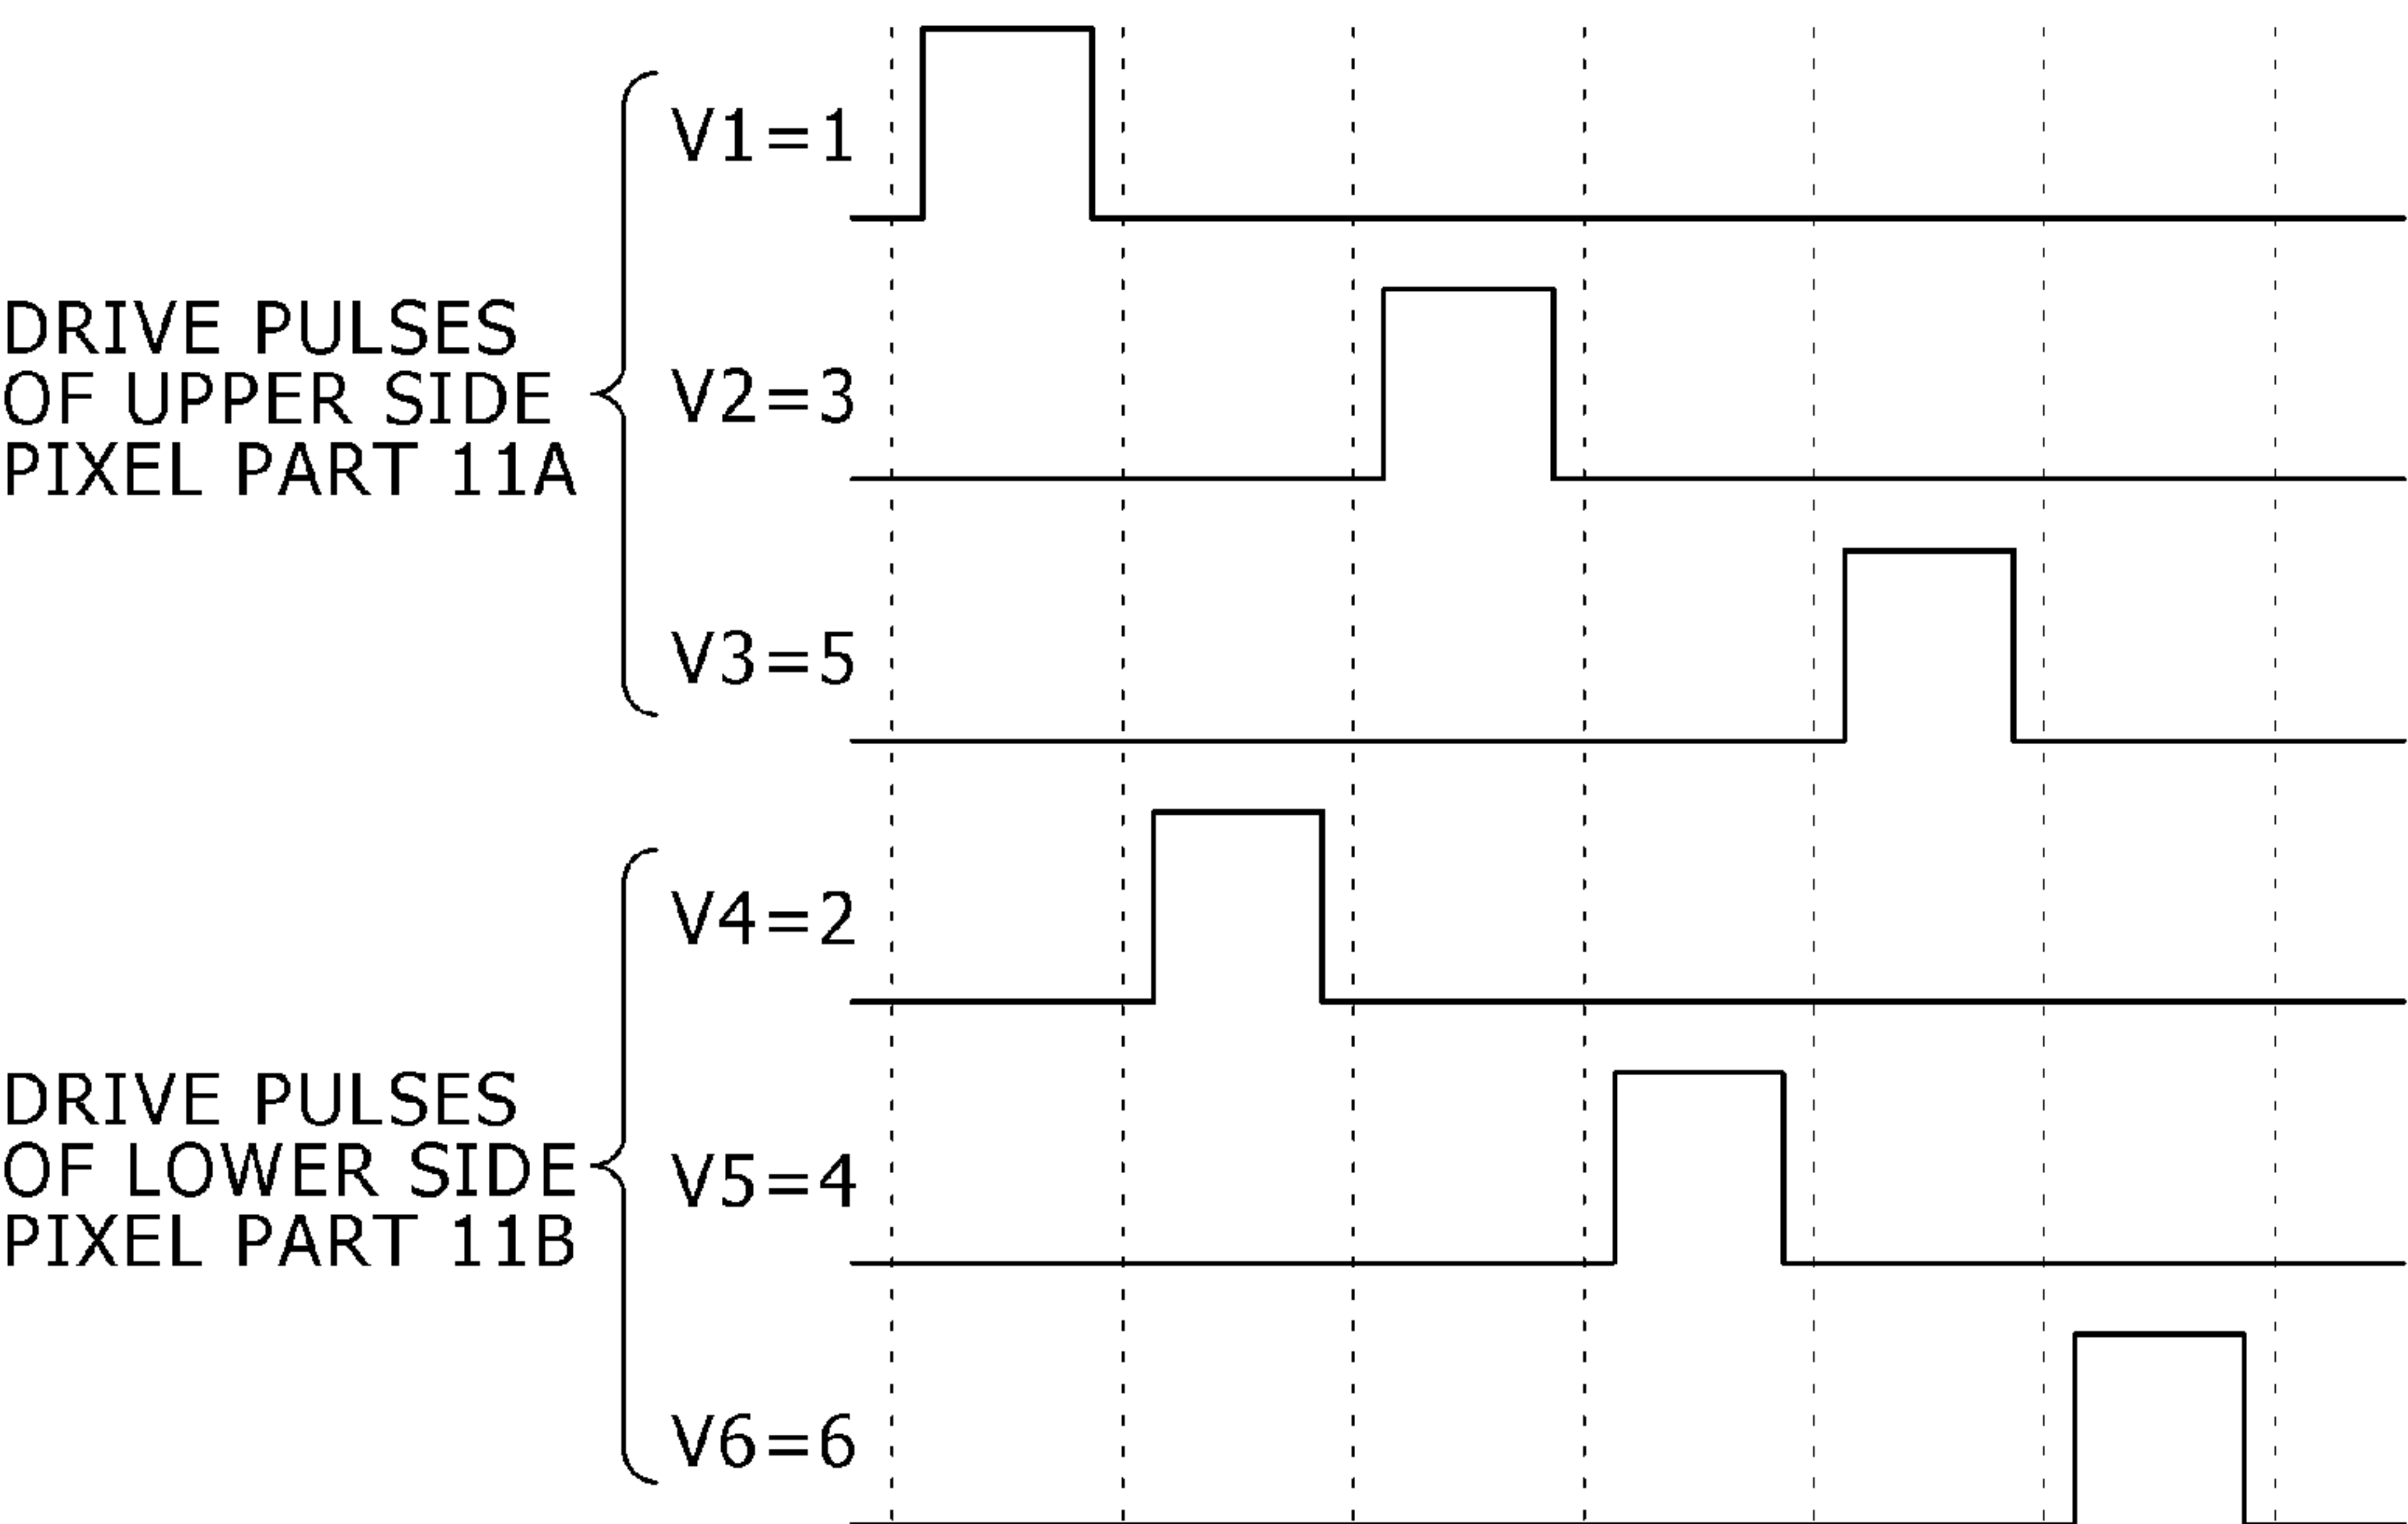 V1=1
DRIVE PULSES
OF UPPER SIDE
PIXEL PART 11A
V2=3
V3=5
V4=2
DRIVE PULSES
OF LOWER SIDE
PIXEL PART 11B
V5=4
V6=6